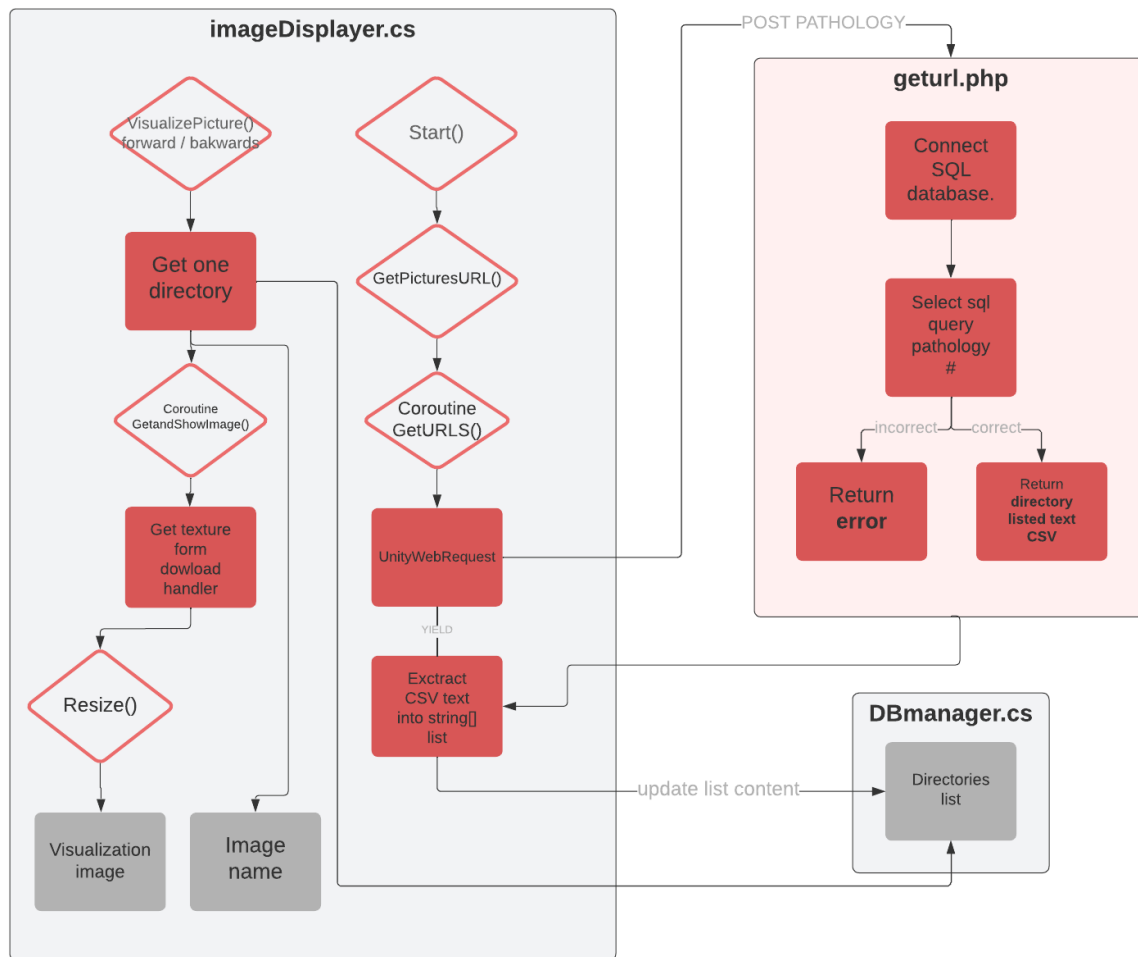 imageDisplayer.cs
VisualizePicture()
forward / bakwards
Get one
directory
Coroutine
GetandShowImage()
Get texture
form
dowload
handler
Resize()
Visualization
image
Image
name
Start()
GetPicturesURL()
Coroutine
GetURLS()
UnityWebRequest
YIELD
Exctract
CSV text
into string[]
list
update list content
POST PATHOLOGY
geturl.php
Connect
SQL
database.
Select sql
query
pathology
#
incorrect
correct
Return
error
Return
directory
listed text
CSV
DBmanager.cs
Directories
list